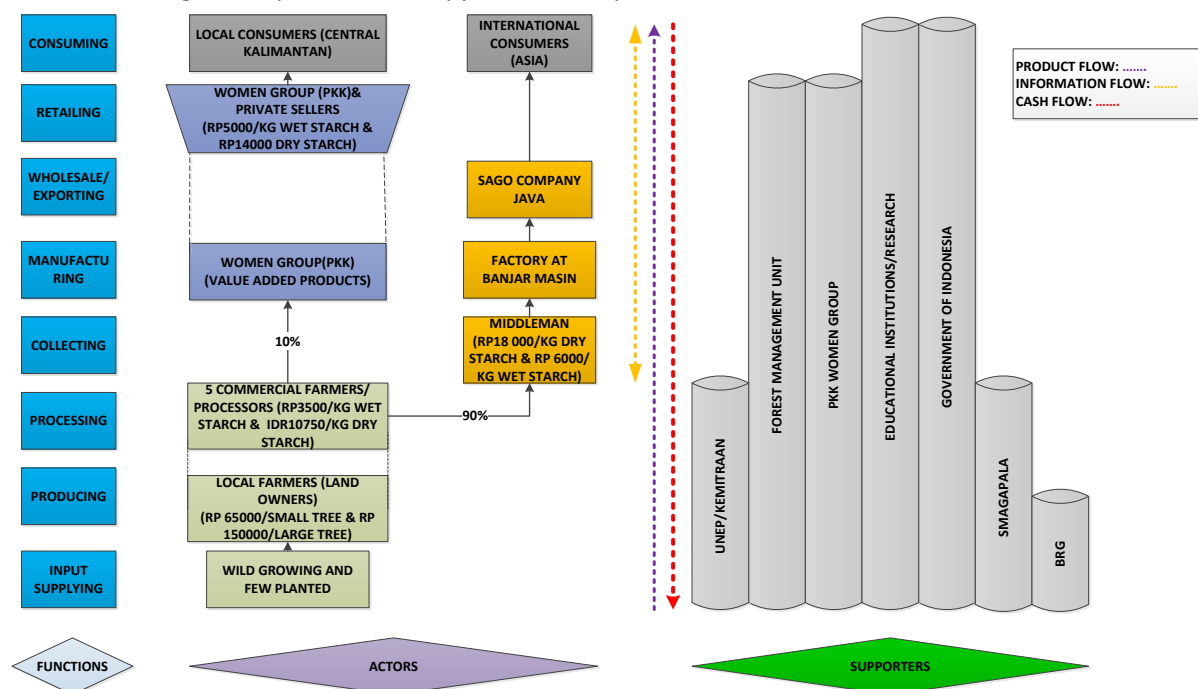 CONSUMING
RETAILING
WHOLESALE/
EXPORTING
MANUFACTU
RING
COLLECTING
PROCESSING
PRODUCING
INPUT
SUPPLYING
FUNCTIONS
LOCAL CONSUMERS (CENTRAL
KALIMANTAN)
WOMEN GROUP (PKK)&
PRIVATE SELLERS
(RP5000/KG WET STARCH &
RP14000 DRY STARCH)
WOMEN GROUP(PKK)
(VALUE ADDED PRODUCTS)
10%
5 COMMERCIAL FARMERS/
PROCESSORS (RP3500/KG WET
STARCH & IDR10750/KG DRY
STARCH)
90%
LOCAL FARMERS (LAND
OWNERS)
(RP 65000/SMALL TREE & RP
150000/LARGE TREE)
WILD GROWING AND
FEW PLANTED
INTERNATIONAL
CONSUMERS
(ASIA)
SAGO COMPANY
JAVA
FACTORY AT
BANJAR MASIN
MIDDLEMAN
(RP18 000/KG DRY
STARCH & RP 6000/
KG WET STARCH)
ACTORS
UNEP/KEMITRAAN
FOREST MANAGEMENT UNIT
PKK WOMEN GROUP
EDUCATIONAL INSTITUTIONS/RESEARCH
GOVERNMENT OF INDONESIA
SMAGAPALA
BRG
SUPPORTERS
PRODUCT FLOW: .......
INFORMATION FLOW: .......
CASH FLOW: .......